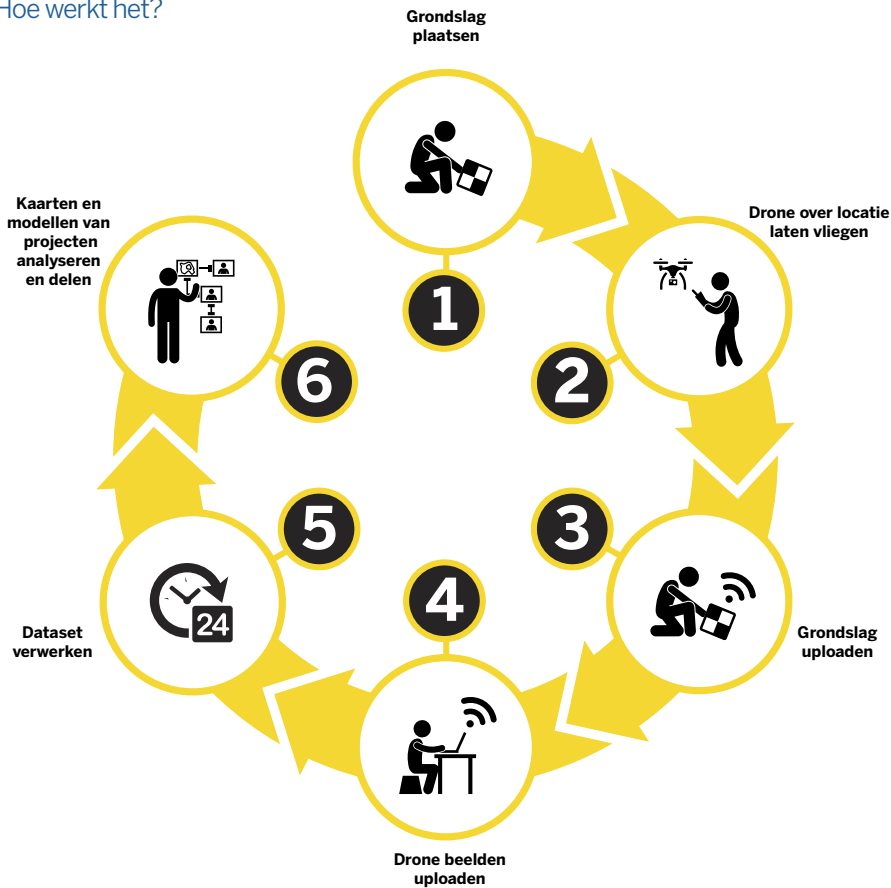 Hoe werkt het?
Grondslag
plaatsen
1
Drone over locatie
laten vliegen
2
Grondslag
uploaden
3
Drone beelden
uploaden
4
Dataset
verwerken
24
5
Kaarten en
modellen van
projecten
analyseren
en delen
6